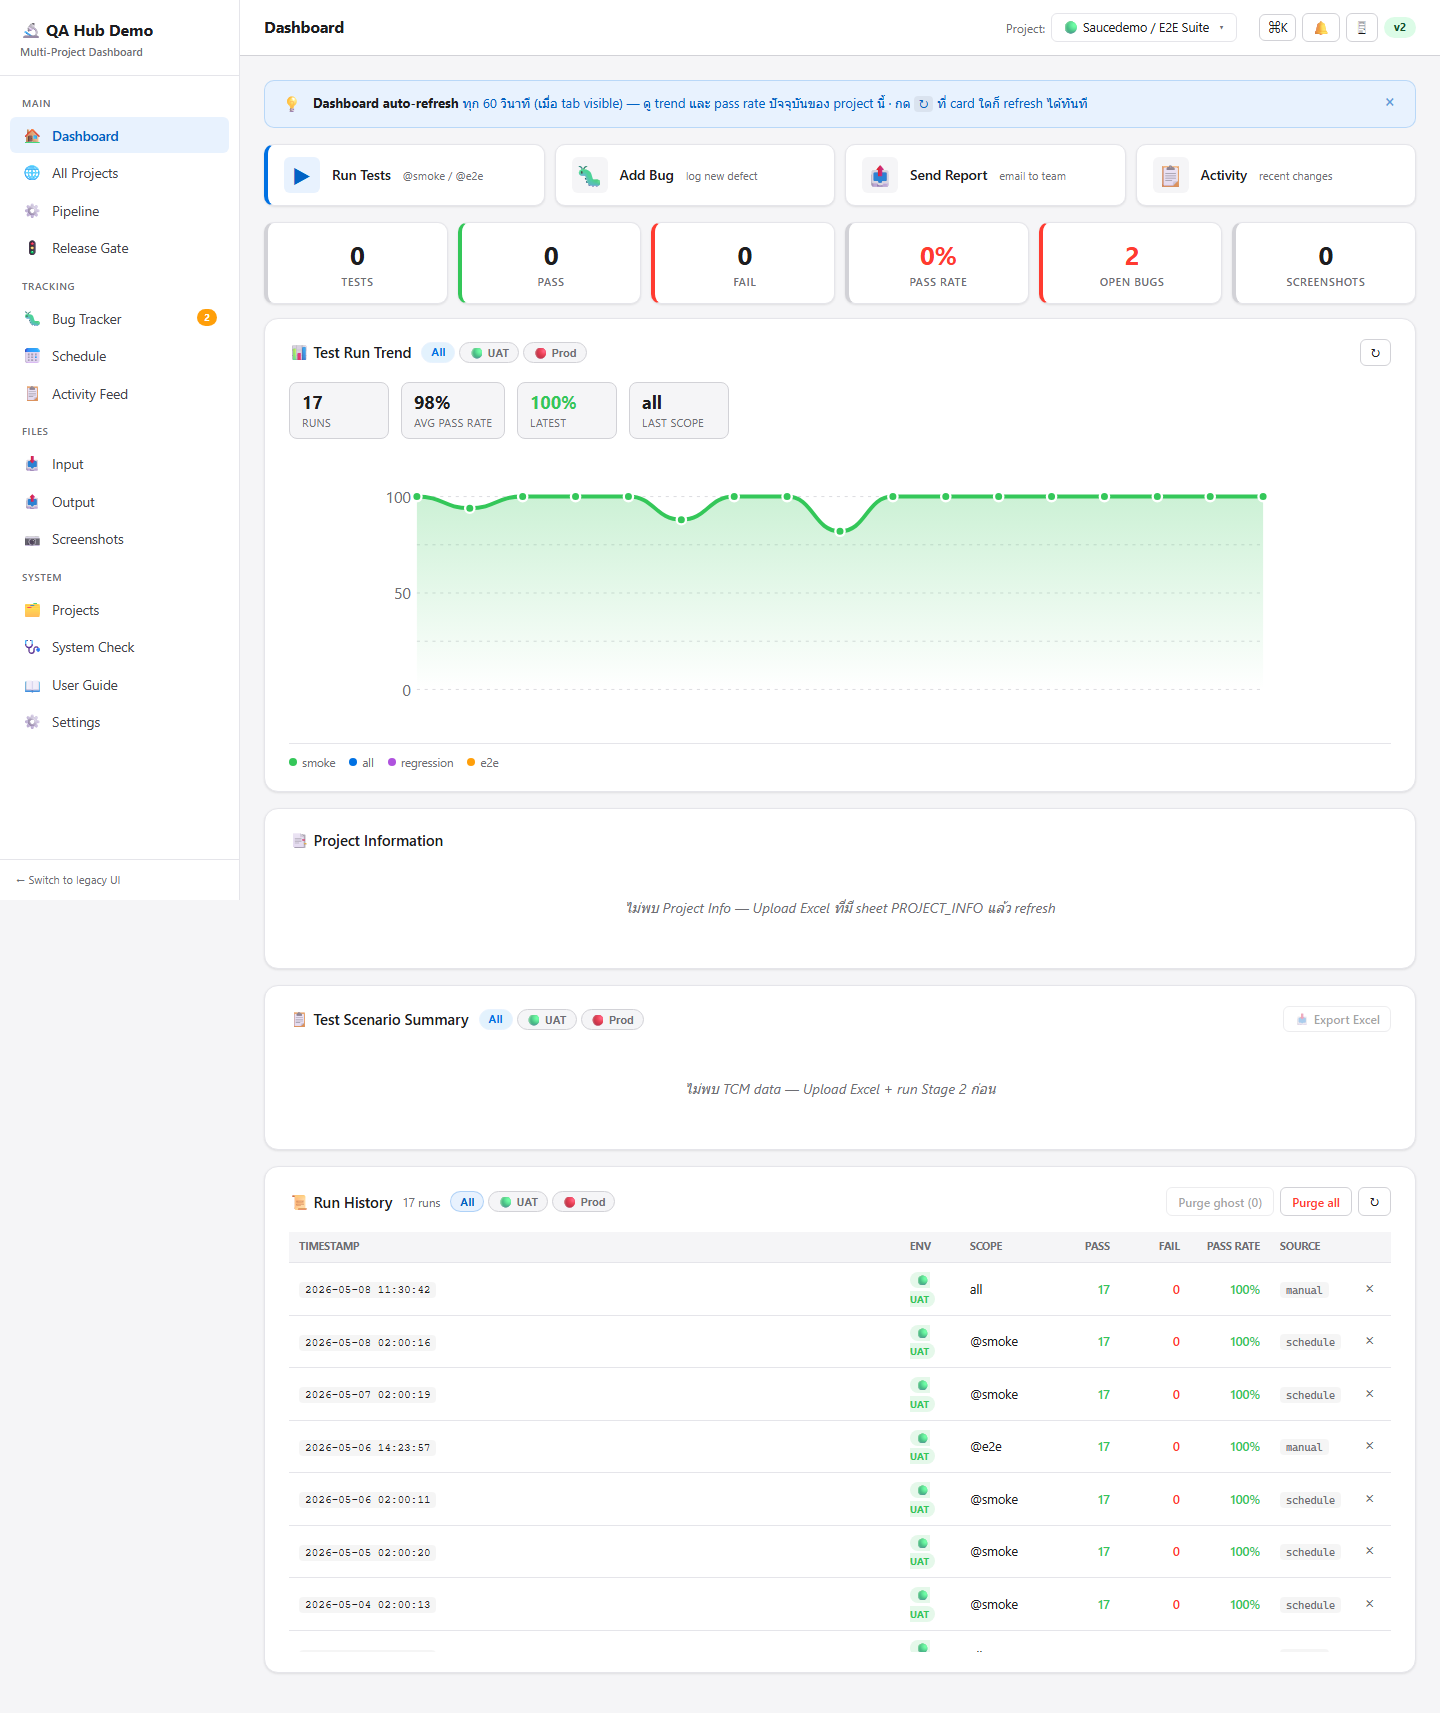 QA Hub Demo
Multi-Project Dashboard
MAIN
Dashboard
All Projects
Pipeline
Release Gate
TRACKING
Bug Tracker 2
Schedule
Activity Feed
FILES
Input
Output
Screenshots
SYSTEM
Projects
System Check
User Guide
Settings
← Switch to legacy UI
Dashboard
Project: Saucedemo / E2E Suite ⌘K v2
Dashboard auto-refresh ทุก 60 วินาที (เมื่อ tab visible) — ดู trend และ pass rate ปัจจุบันของ project นี้ · กด ↻ ที่ card ใดก็ refresh ได้ทันที ×
Run Tests @smoke / @e2e
Add Bug log new defect
Send Report email to team
Activity recent changes
0
TESTS
0
PASS
0
FAIL
0%
PASS RATE
2
OPEN BUGS
0
SCREENSHOTS
Test Run Trend All UAT Prod ↻
17
RUNS
98%
AVG PASS RATE
100%
LATEST
all
LAST SCOPE
100
50
0
smoke all regression e2e
Project Information
ไม่พบ Project Info — Upload Excel ที่มี sheet PROJECT_INFO แล้ว refresh
Test Scenario Summary All UAT Prod Export Excel
ไม่พบ TCM data — Upload Excel + run Stage 2 ก่อน
Run History 17 runs All UAT Prod Purge ghost (0) Purge all ↻
TIMESTAMP ENV SCOPE PASS FAIL PASS RATE SOURCE
2026-05-08 11:30:42 UAT all 17 0 100% manual ×
2026-05-08 02:00:16 UAT @smoke 17 0 100% schedule ×
2026-05-07 02:00:19 UAT @smoke 17 0 100% schedule ×
2026-05-06 14:23:57 UAT @e2e 17 0 100% manual ×
2026-05-06 02:00:11 UAT @smoke 17 0 100% schedule ×
2026-05-05 02:00:20 UAT @smoke 17 0 100% schedule ×
2026-05-04 02:00:13 UAT @smoke 17 0 100% schedule ×